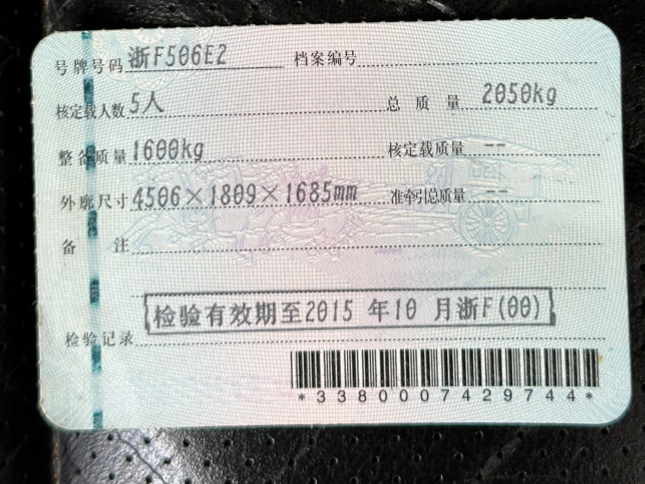 号牌号码 浙F506E2 档案编号
核定载人数 5人 总质量 2050kg
整备质量 1600kg 核定载质量 --
外廓尺寸 4506×1809×1685mm 准牵引总质量 --
备注
检验有效期至2015年10月浙F(00)
检验记录
*3380007429744*